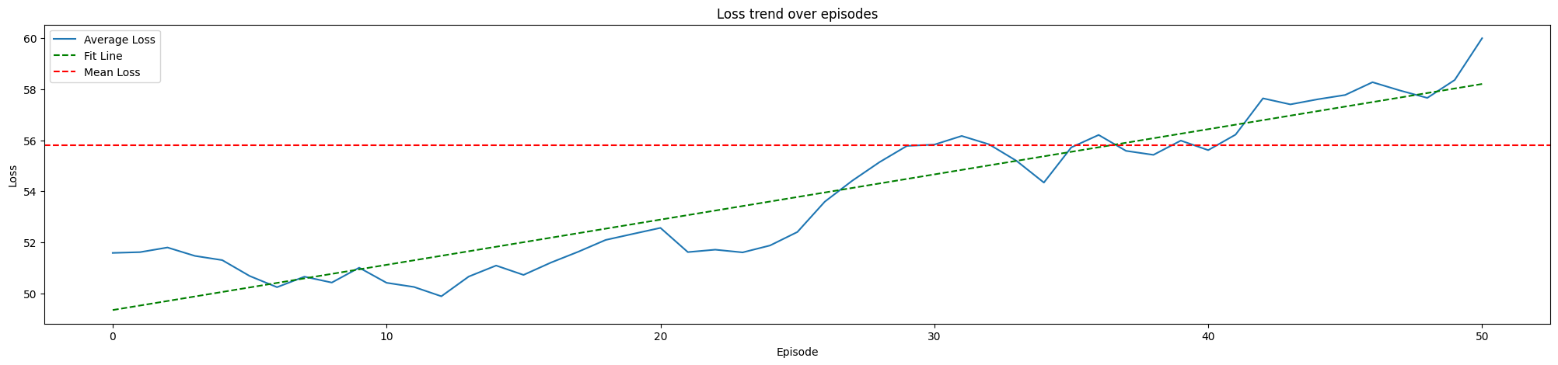 Loss trend over episodes
Average Loss
Fit Line
Mean Loss
60
58
56
54
52
50
Loss
0 10 20 30 40 50
Episode